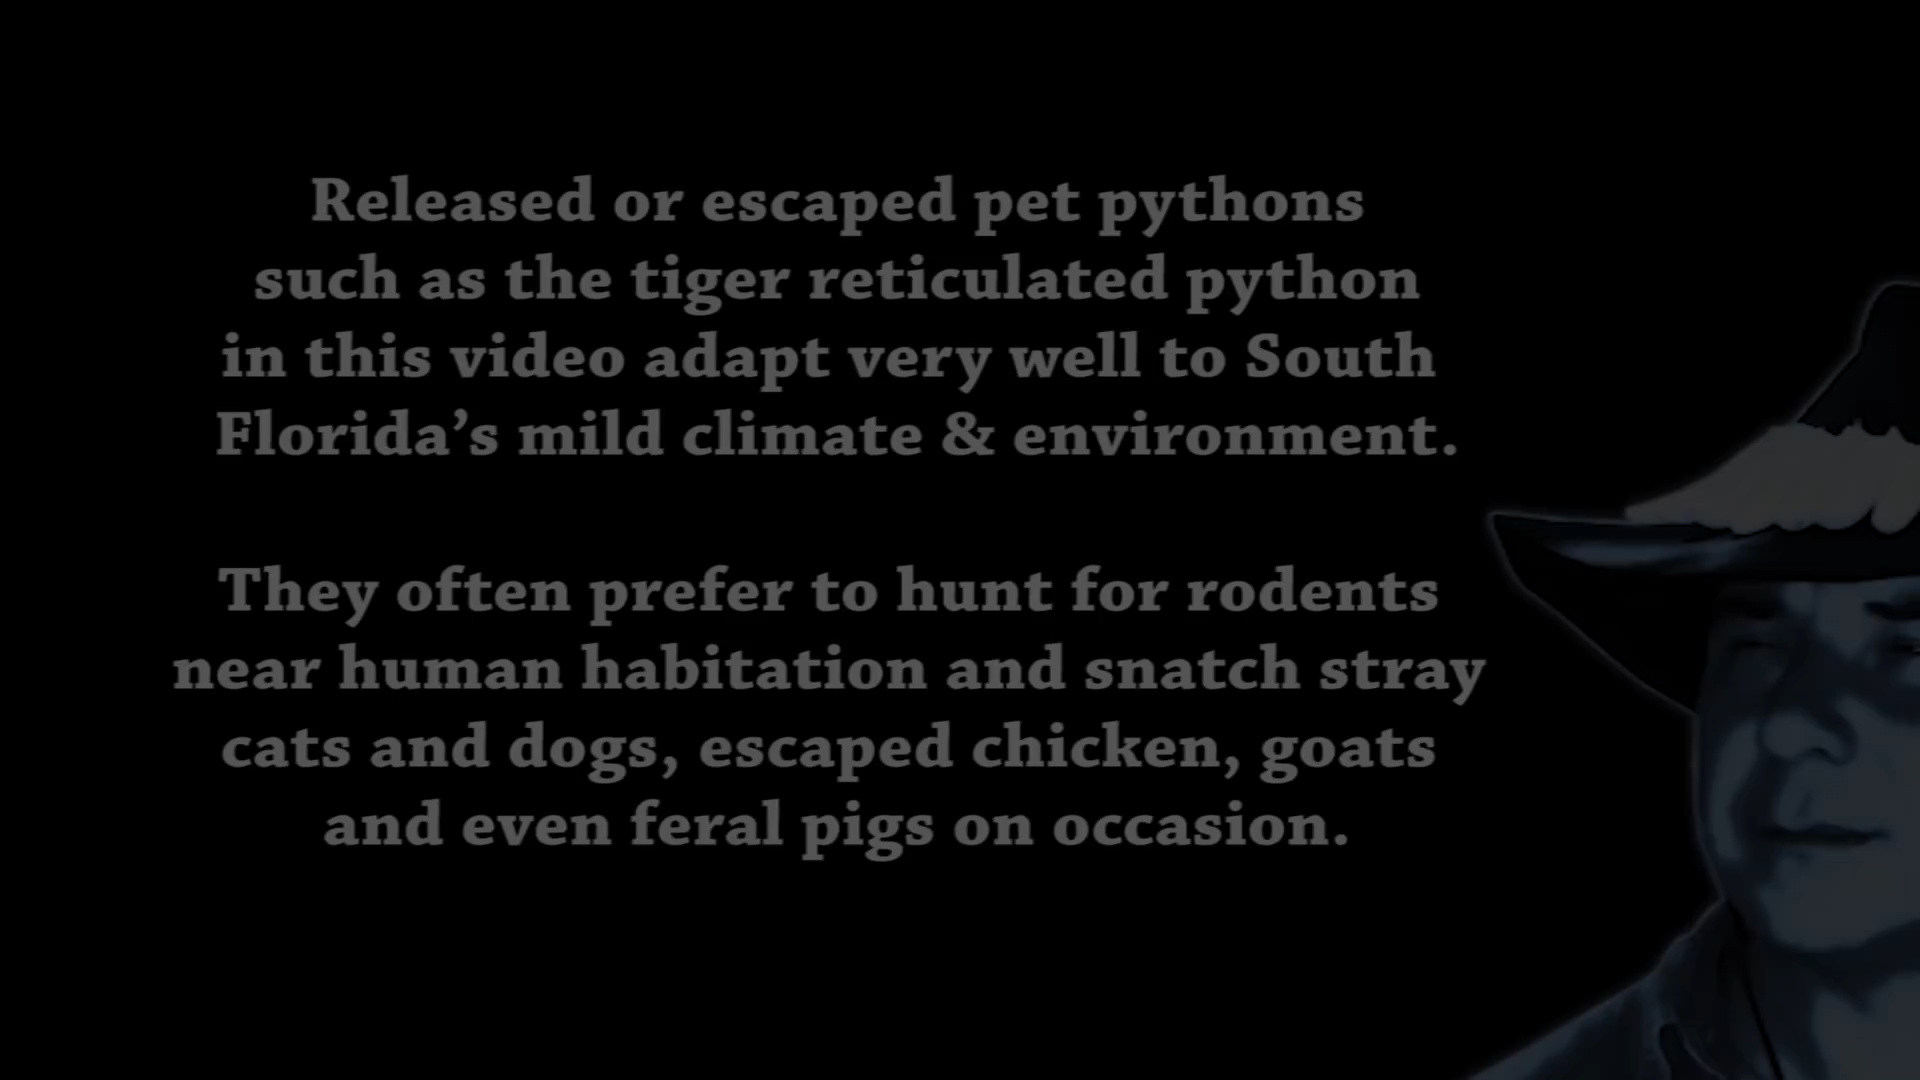 Released or escaped pet pythons
such as the tiger reticulated python
in this video adapt very well to South
Florida’s mild climate & environment.
They often prefer to hunt for rodents
near human habitation and snatch stray
cats and dogs, escaped chicken, goats
and even feral pigs on occasion.